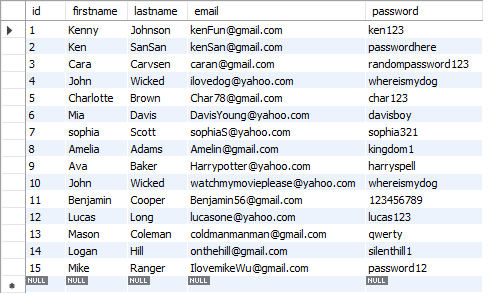 id firstname lastname email password
1 Kenny Johnson kenFun@gmail.com ken123
2 Ken SanSan kenSan@gmail.com passwordhere
3 Cara Carvsen caran@gmail.com randompassword123
4 John Wicked ilovedog@yahoo.com whereismydog
5 Charlotte Brown Char78@gmail.com char123
6 Mia Davis DavisYoung@yahoo.com davisboy
7 sophia Scott sophiaS@yahoo.com sophia321
8 Amelia Adams Amelin@gmail.com kingdom1
9 Ava Baker Harrypotter@yahoo.com harryspell
10 John Wicked watchmymovieplease@yahoo.com whereismydog
11 Benjamin Cooper Benjamin56@gmail.com 123456789
12 Lucas Long lucasone@yahoo.com lucas123
13 Mason Coleman coldmanmanman@gmail.com qwerty
14 Logan Hill onthehill@gmail.com silenthill1
15 Mike Ranger IlovemikeWu@gmail.com password12
NULL NULL NULL NULL NULL